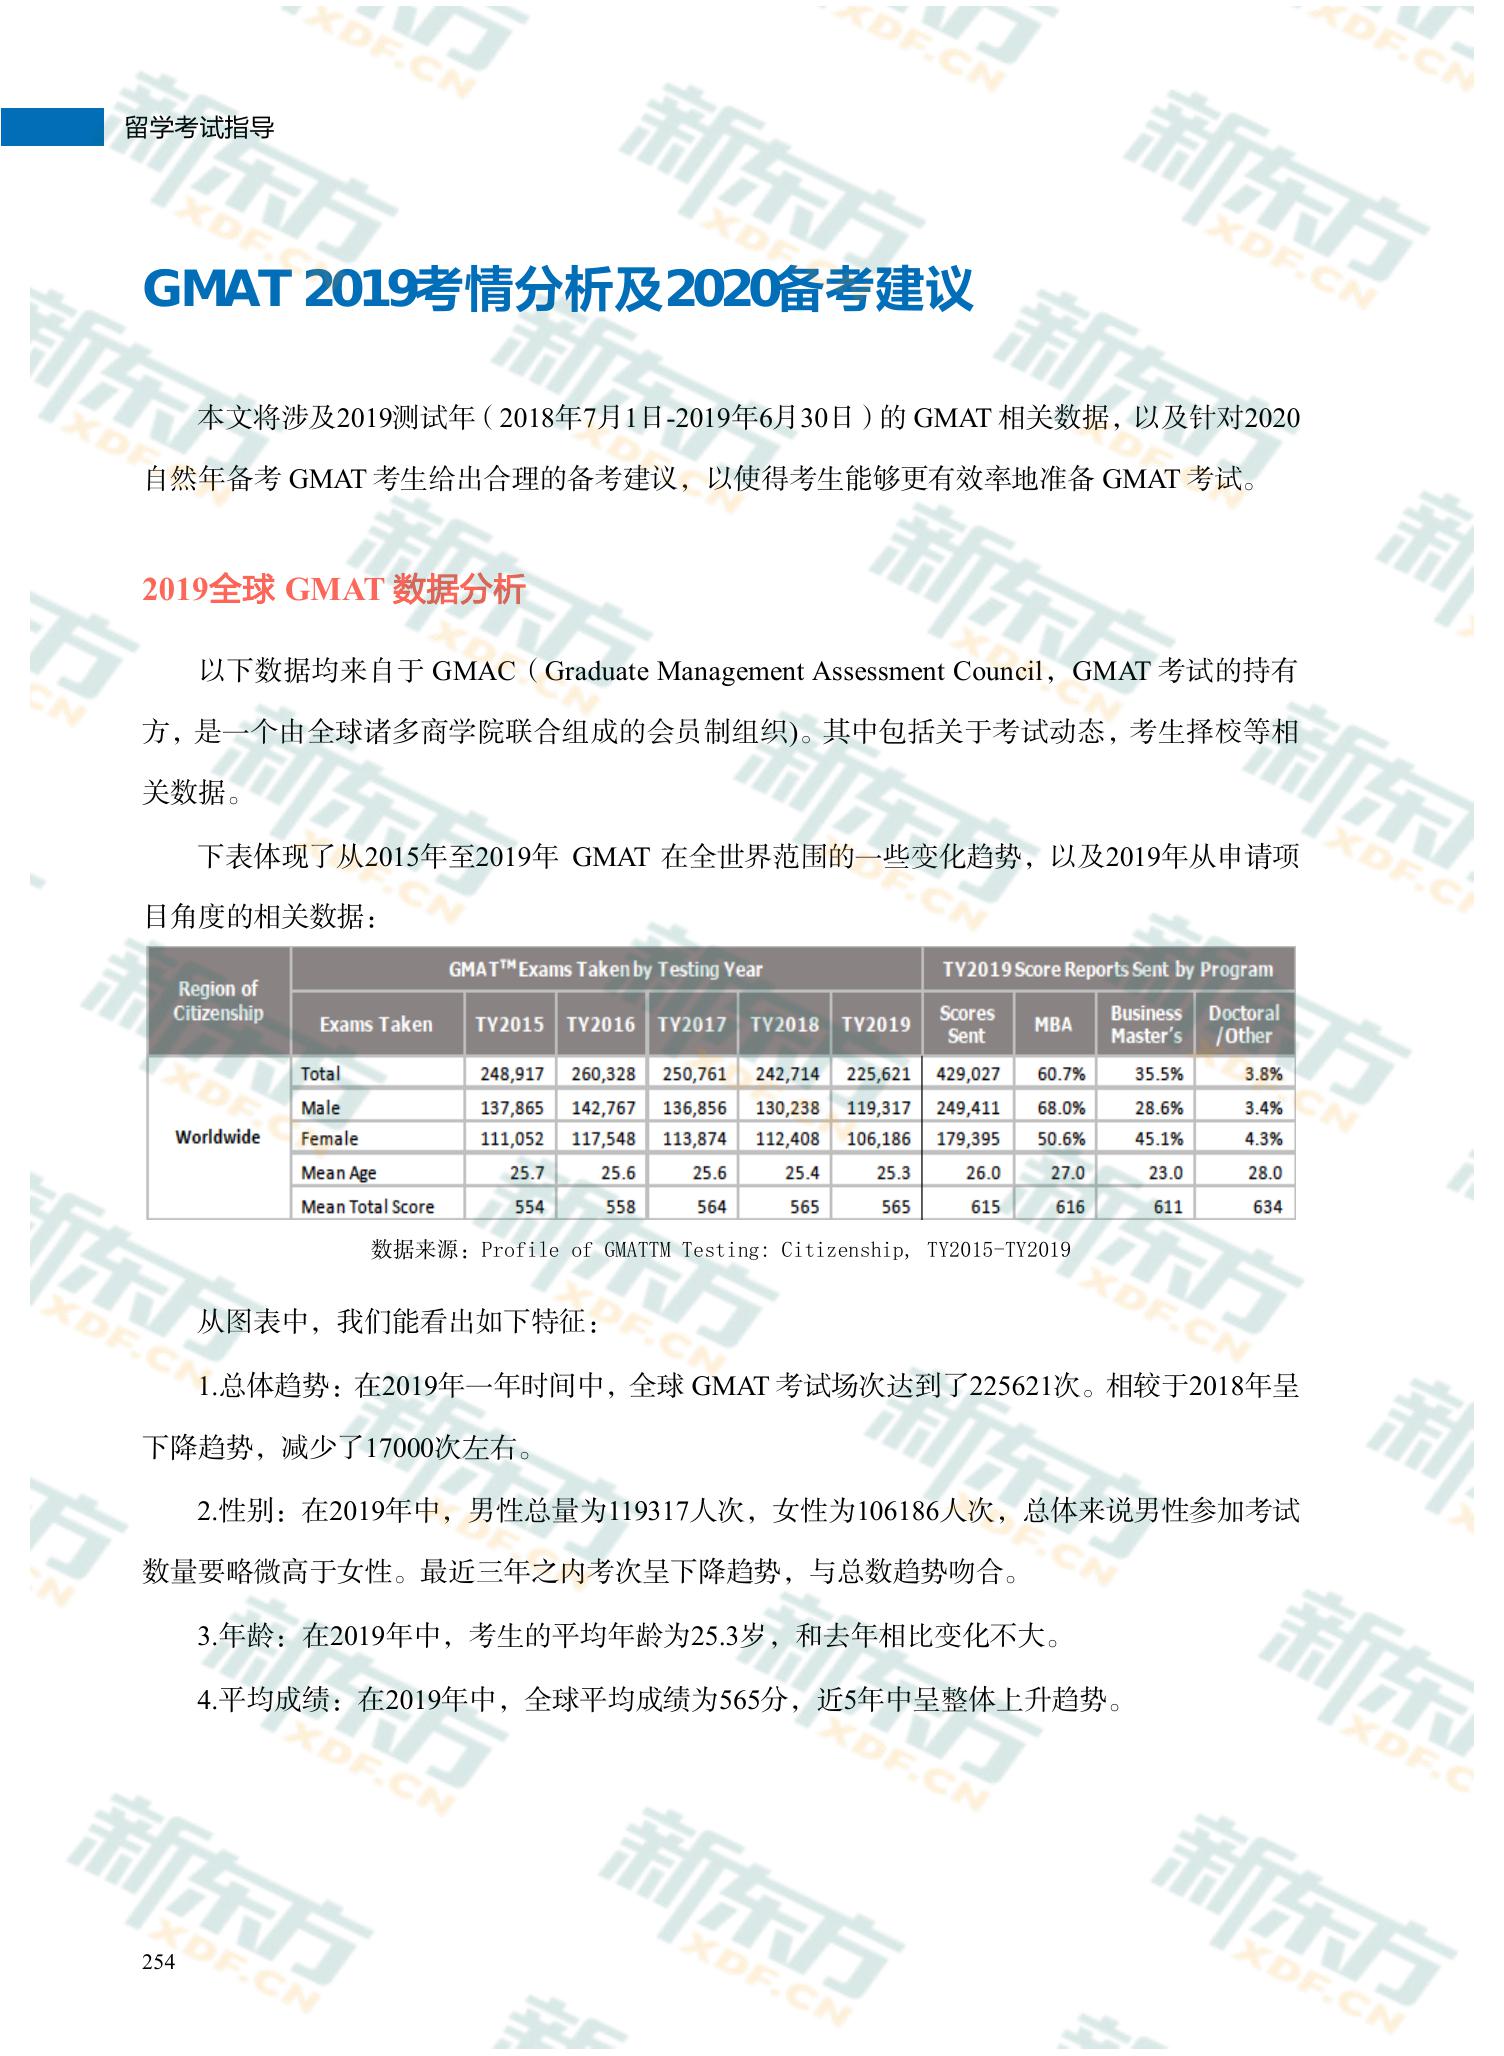 留学考试指导
GMAT 2019考情分析及2020备考建议
本文将涉及2019测试年（2018年7月1日-2019年6月30日）的 GMAT 相关数据，以及针对2020
自然年备考 GMAT 考生给出合理的备考建议，以使得考生能够更有效率地准备 GMAT 考试。
2019全球 GMAT 数据分析
以下数据均来自于 GMAC（Graduate Management Assessment Council，GMAT 考试的持有
方，是一个由全球诸多商学院联合组成的会员制组织)。其中包括关于考试动态，考生择校等相
关数据。
下表体现了从2015年至2019年 GMAT 在全世界范围的一些变化趋势，以及2019年从申请项
目角度的相关数据：
Region of Citizenship GMAT™ Exams Taken by Testing Year TY2019 Score Reports Sent by Program
Exams Taken TY2015 TY2016 TY2017 TY2018 TY2019 Scores Sent MBA Business Master's Doctoral /Other
Total 248,917 260,328 250,761 242,714 225,621 429,027 60.7% 35.5% 3.8%
Male 137,865 142,767 136,856 130,238 119,317 249,411 68.0% 28.6% 3.4%
Worldwide Female 111,052 117,548 113,874 112,408 106,186 179,395 50.6% 45.1% 4.3%
Mean Age 25.7 25.6 25.6 25.4 25.3 26.0 27.0 23.0 28.0
Mean Total Score 554 558 564 565 565 615 616 611 634
数据来源：Profile of GMATTM Testing: Citizenship, TY2015-TY2019
从图表中，我们能看出如下特征：
1.总体趋势：在2019年一年时间中，全球 GMAT 考试场次达到了225621次。相较于2018年呈
下降趋势，减少了17000次左右。
2.性别：在2019年中，男性总量为119317人次，女性为106186人次，总体来说男性参加考试
数量要略微高于女性。最近三年之内考次呈下降趋势，与总数趋势吻合。
3.年龄：在2019年中，考生的平均年龄为25.3岁，和去年相比变化不大。
4.平均成绩：在2019年中，全球平均成绩为565分，近5年中呈整体上升趋势。
254
新东方
XDF.CN